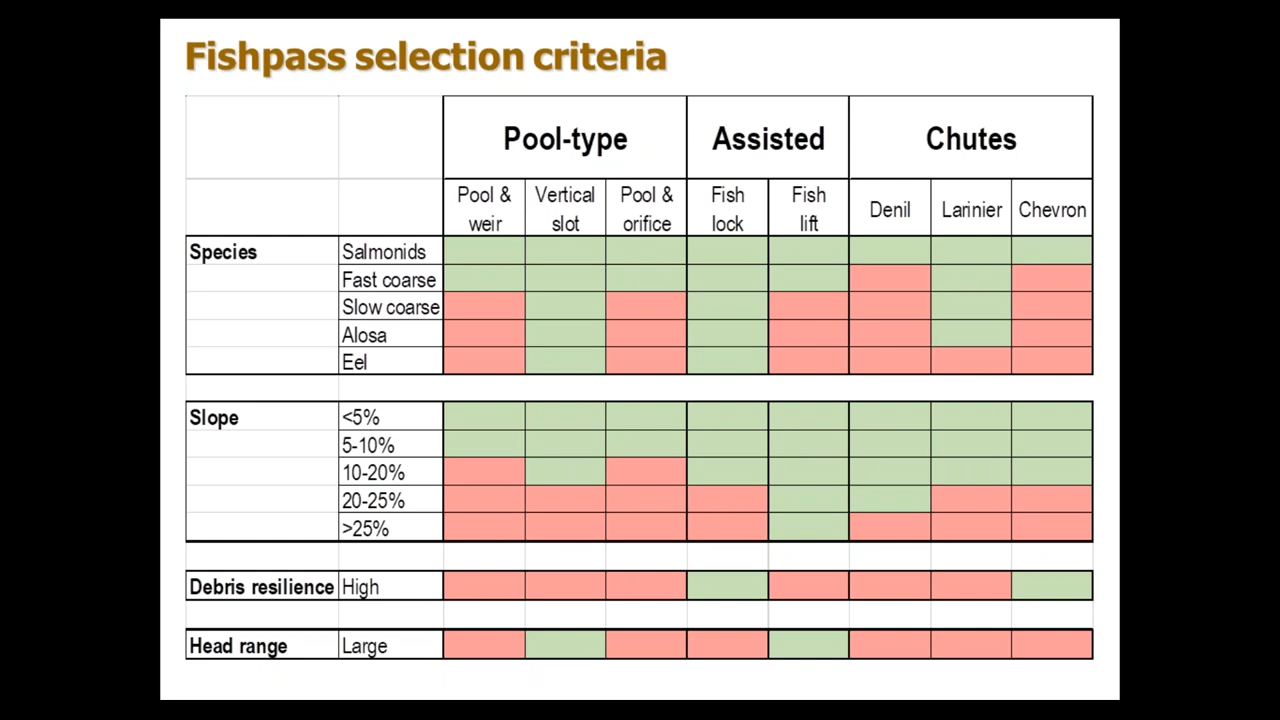 Fishpass selection criteria
Pool-type Assisted Chutes
Pool & weir Vertical slot Pool & orifice Fish lock Fish lift Denil Larinier Chevron
Species Salmonids
Fast coarse
Slow coarse
Alosa
Eel
Slope <5%
5-10%
10-20%
20-25%
>25%
Debris resilience High
Head range Large